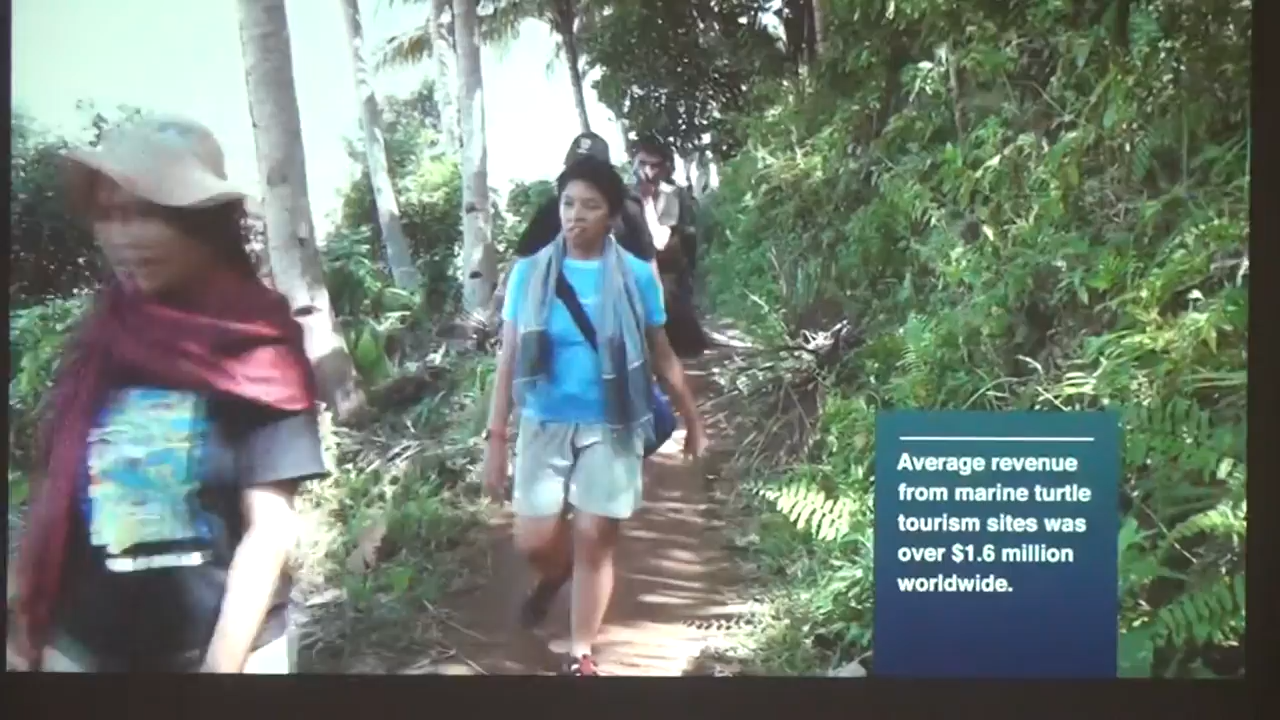 Average revenue
from marine turtle
tourism sites was
over $1.6 million
worldwide.